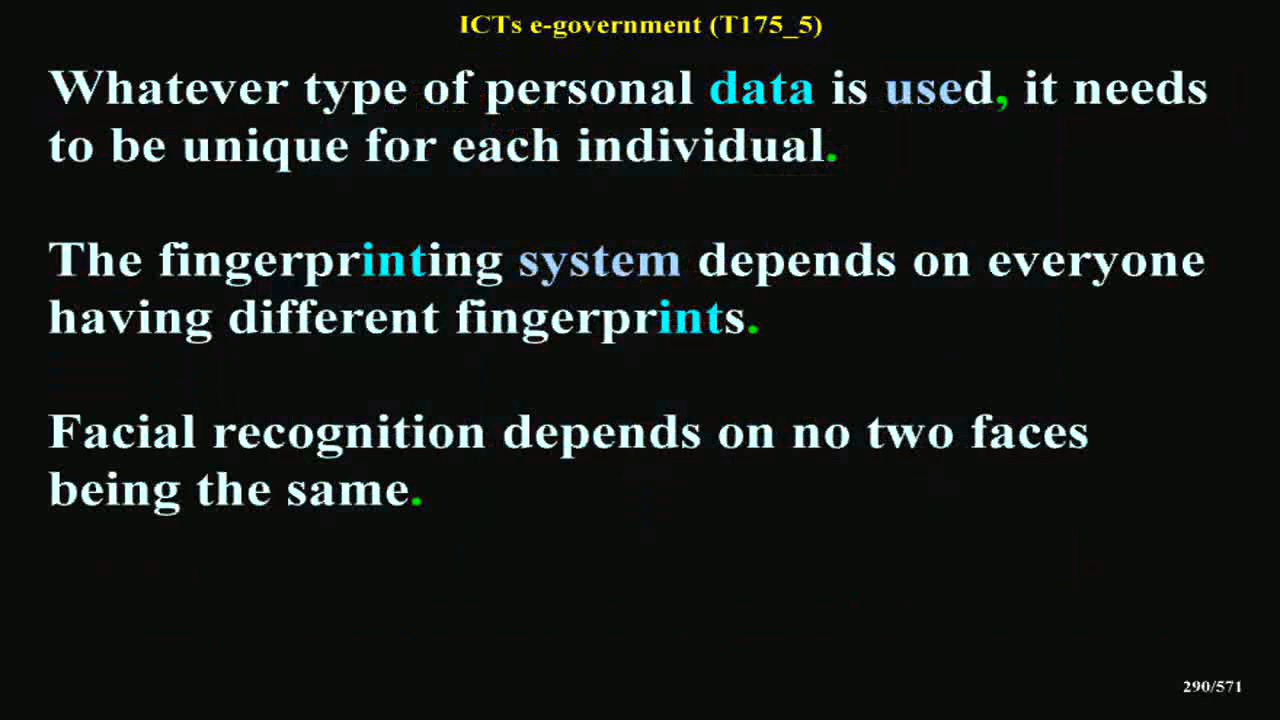 ICTs e-government (T175_5)
Whatever type of personal data is used, it needs
to be unique for each individual.
The fingerprinting system depends on everyone
having different fingerprints.
Facial recognition depends on no two faces
being the same.
290/571